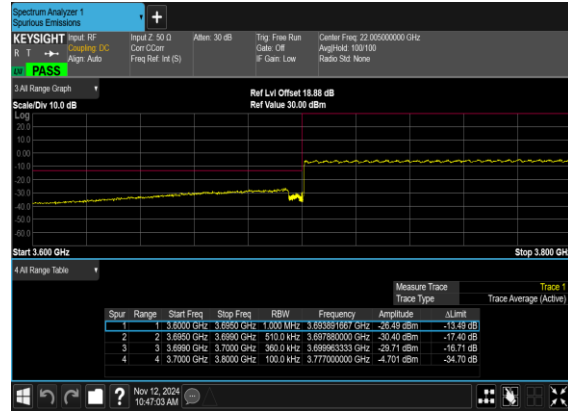 Spectrum Analyzer 1
Spurious Emissions
KEYSIGHT Input: RF Input Z: 50 Ω Atten: 30 dB Trig: Free Run Center Freq: 22.005000000 GHz
R T Coupling: DC Corr CCorr Gate: Off Avg|Hold: 100/100
Align: Auto Freq Ref: Int (S) IF Gain: Low Radio Std: None
PASS
3 All Range Graph
Ref Lvl Offset 18.88 dB
Scale/Div 10.0 dB Ref Value 30.00 dBm
Log
20.0
10.0
0.00
-10.0
-20.0
-30.0
-40.0
-50.0
-60.0
Start 3.600 GHz Stop 3.800 GH
4 All Range Table
Measure Trace Trace 1
Trace Type Trace Average (Active)
Spur Range Start Freq Stop Freq RBW Frequency Amplitude ΔLimit
1 1 3.6000 GHz 3.6950 GHz 1.000 MHz 3.693891667 GHz -26.49 dBm -13.49 dB
2 2 3.6950 GHz 3.6990 GHz 510.0 kHz 3.697880000 GHz -30.40 dBm -17.40 dB
3 3 3.6990 GHz 3.7000 GHz 360.0 kHz 3.699963333 GHz -29.71 dBm -16.71 dB
4 4 3.7000 GHz 3.8000 GHz 100.0 kHz 3.777000000 GHz -4.701 dBm -34.70 dB
? Nov 12, 2024
10:47:03 AM